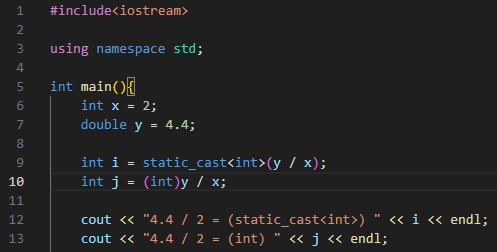 1 #include<iostream>
2
3 using namespace std;
4
5 int main(){
6 int x = 2;
7 double y = 4.4;
8
9 int i = static_cast<int>(y / x);
10 int j = (int)y / x;
11
12 cout << "4.4 / 2 = (static_cast<int>) " << i << endl;
13 cout << "4.4 / 2 = (int) " << j << endl;